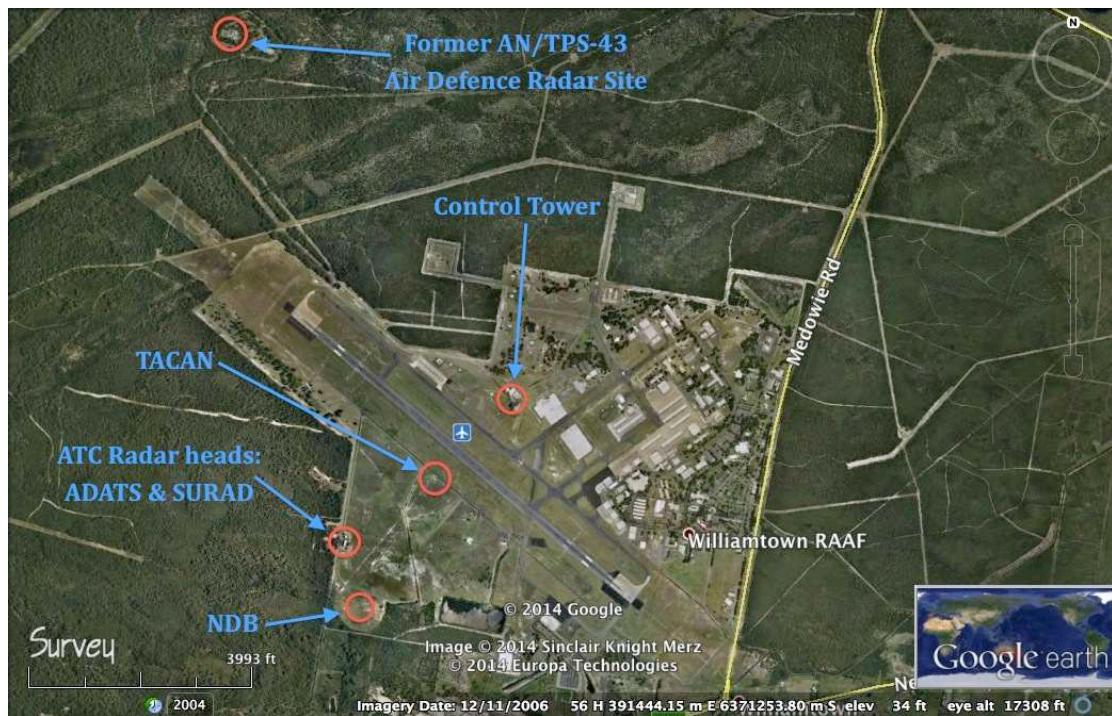 Former AN/TPS-43
Air Defence Radar Site
N
Control Tower
Medowie Rd
TACAN
ATC Radar heads:
ADATS & SURAD
Williamtown RAAF
NDB
© 2014 Google
Image © 2014 Sinclair Knight Merz
© 2014 Europa Technologies
Survey
3993 ft
Google earth
Ne
Williamtown
2004
Imagery Date: 12/11/2006 56 H 391444.15 m E 6371253.80 m S elev 34 ft eye alt 17308 ft